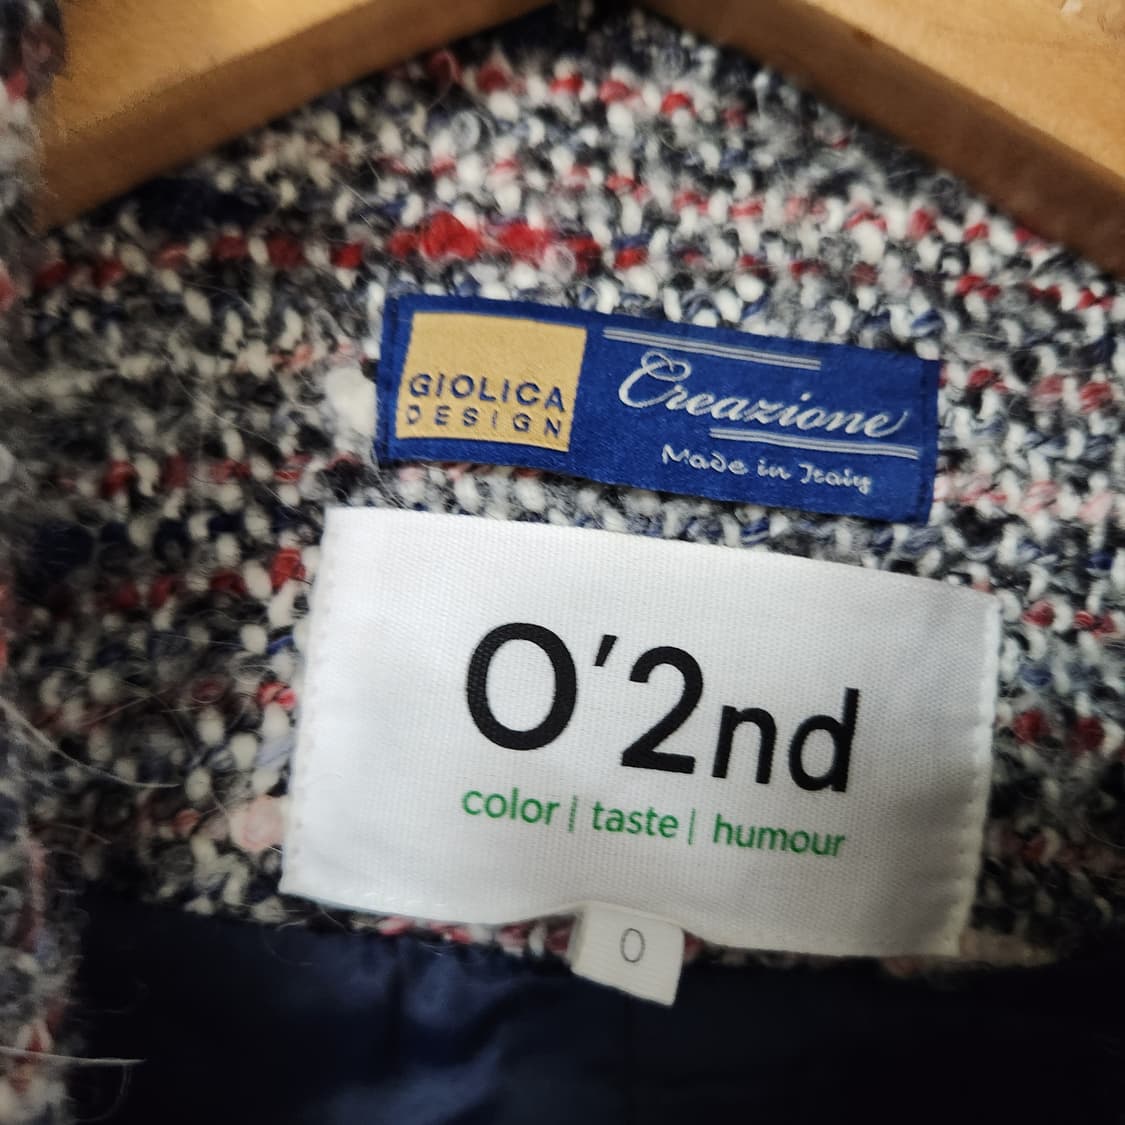 GIOLICA
DESIGN
Creazione
Made in Italy
O'2nd
color | taste | humour
0